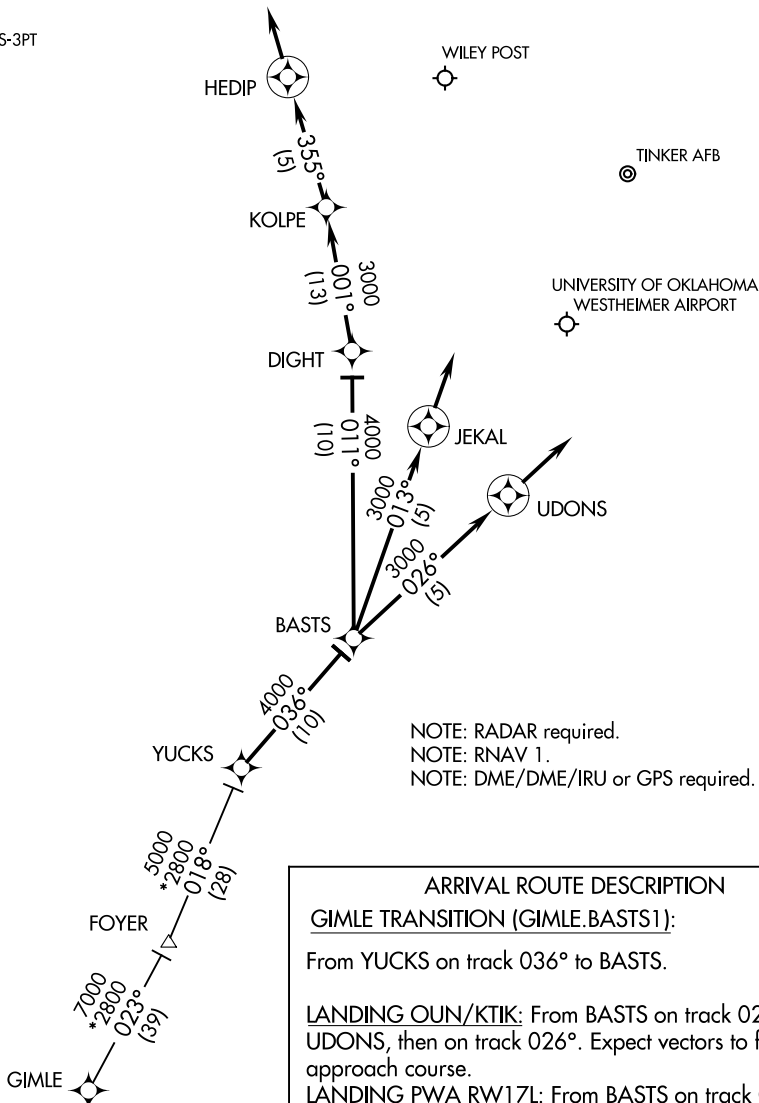 S-3PT
WILEY POST
HEDIP
355°
(5)
TINKER AFB
KOLPE
3000
001°
(13)
UNIVERSITY OF OKLAHOMA
WESTHEIMER AIRPORT
DIGHT
4000
011°
(10)
JEKAL
3000
013°
(5)
UDONS
3000
026°
(5)
BASTS
4000
036°
(10)
NOTE: RADAR required.
NOTE: RNAV 1.
NOTE: DME/DME/IRU or GPS required.
YUCKS
5000
*2800
018°
(28)
FOYER
7000
*2800
023°
(39)
GIMLE
ARRIVAL ROUTE DESCRIPTION
GIMLE TRANSITION (GIMLE.BASTS1):
From YUCKS on track 036° to BASTS.
LANDING OUN/KTIK: From BASTS on track 02
UDONS, then on track 026°. Expect vectors to f
approach course.
LANDING PWA RW17L: From BASTS on track